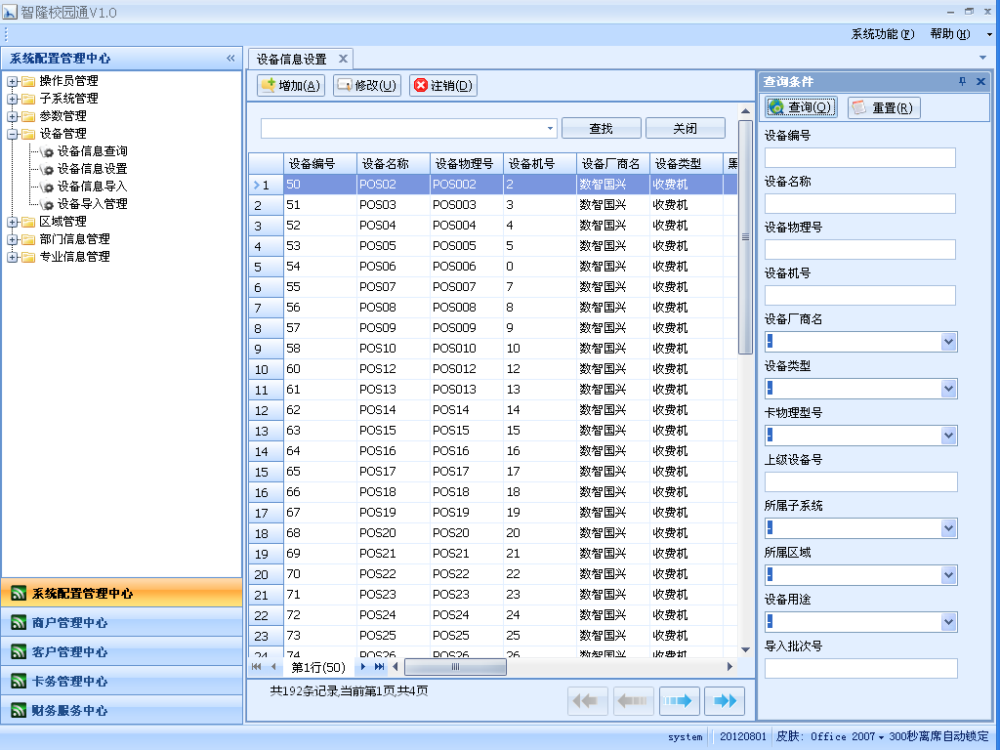 智隆校园通V1.0
系统功能(F) 帮助(H)
系统配置管理中心
操作员管理
子系统管理
参数管理
设备管理
设备信息查询
设备信息设置
设备信息导入
设备导入管理
区域管理
部门信息管理
专业信息管理
系统配置管理中心
商户管理中心
客户管理中心
卡务管理中心
财务服务中心
设备信息设置
增加(A) 修改(U) 注销(D)
查找 关闭
设备编号 设备名称 设备物理号 设备机号 设备厂商名 设备类型
1 50 POS02 POS002 2 数智国兴 收费机
2 51 POS03 POS003 3 数智国兴 收费机
3 52 POS04 POS004 4 数智国兴 收费机
4 53 POS05 POS005 5 数智国兴 收费机
5 54 POS06 POS006 0 数智国兴 收费机
6 55 POS07 POS007 7 数智国兴 收费机
7 56 POS08 POS008 8 数智国兴 收费机
8 57 POS09 POS009 9 数智国兴 收费机
9 58 POS10 POS010 10 数智国兴 收费机
10 60 POS12 POS012 12 数智国兴 收费机
11 61 POS13 POS013 13 数智国兴 收费机
12 62 POS14 POS14 14 数智国兴 收费机
13 63 POS15 POS15 15 数智国兴 收费机
14 64 POS16 POS16 16 数智国兴 收费机
15 65 POS17 POS17 17 数智国兴 收费机
16 66 POS18 POS18 18 数智国兴 收费机
17 67 POS19 POS19 19 数智国兴 收费机
18 68 POS20 POS20 20 数智国兴 收费机
19 69 POS21 POS21 21 数智国兴 收费机
20 70 POS22 POS22 22 数智国兴 收费机
21 71 POS23 POS23 23 数智国兴 收费机
22 72 POS24 POS24 24 数智国兴 收费机
23 73 POS25 POS25 25 数智国兴 收费机
24 74 POS26 POS26 26 数智国兴 收费机
第1行(50)
共192条记录,当前第1页,共4页
查询条件
查询(Q) 重置(R)
设备编号
设备名称
设备物理号
设备机号
设备厂商名
设备类型
卡物理型号
上级设备号
所属子系统
所属区域
设备用途
导入批次号
system 20120801 皮肤: Office 2007 300秒离席自动锁定